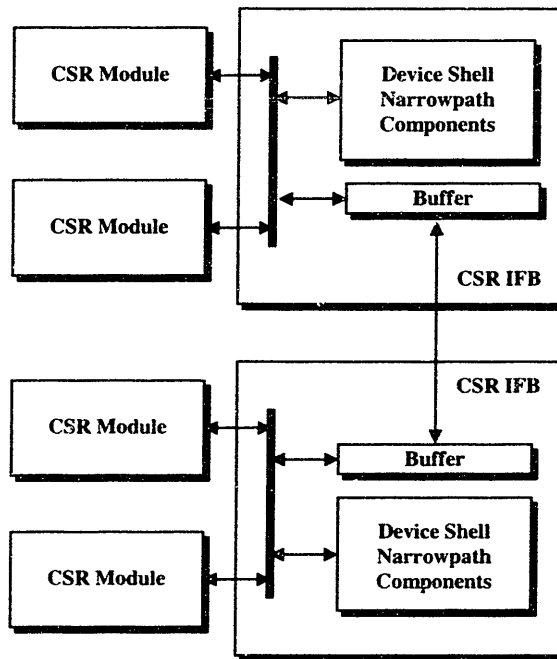 CSR Module
Device Shell
Narrowpath
Components
CSR Module
Buffer
CSR IFB
CSR IFB
CSR Module
Buffer
CSR Module
Device Shell
Narrowpath
Components